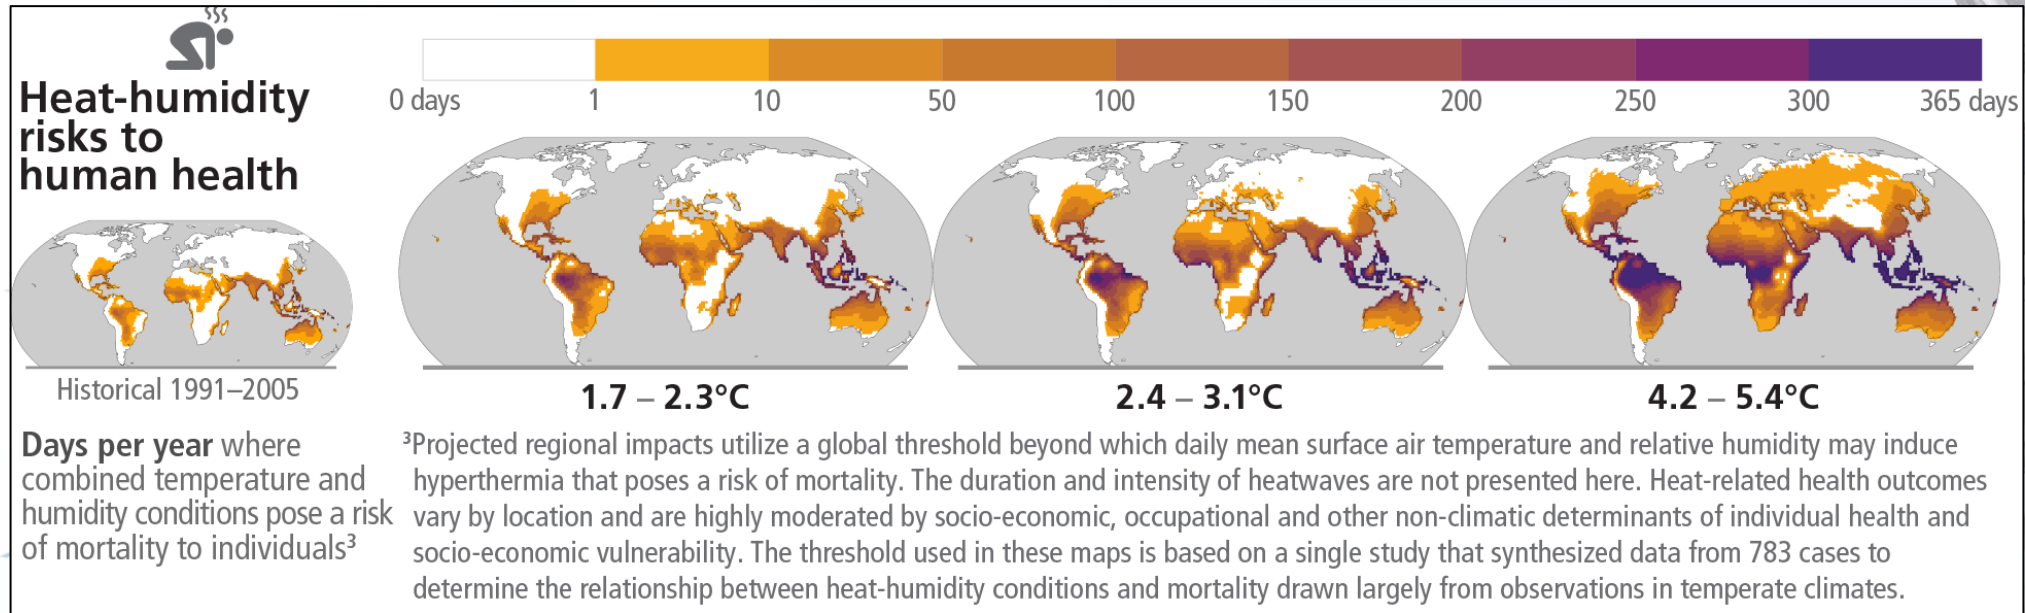 Heat-humidity
risks to
human health
0 days 1 10 50 100 150 200 250 300 365 days
Historical 1991–2005
1.7 – 2.3°C
2.4 – 3.1°C
4.2 – 5.4°C
Days per year where
combined temperature and
humidity conditions pose a risk
of mortality to individuals³
³Projected regional impacts utilize a global threshold beyond which daily mean surface air temperature and relative humidity may induce
hyperthermia that poses a risk of mortality. The duration and intensity of heatwaves are not presented here. Heat-related health outcomes
vary by location and are highly moderated by socio-economic, occupational and other non-climatic determinants of individual health and
socio-economic vulnerability. The threshold used in these maps is based on a single study that synthesized data from 783 cases to
determine the relationship between heat-humidity conditions and mortality drawn largely from observations in temperate climates.